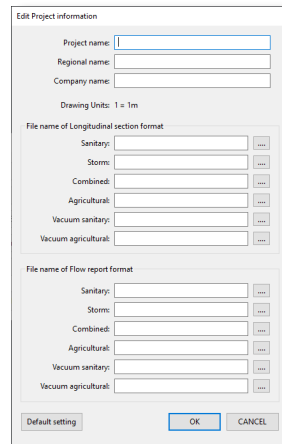 Edit Project information
Project name:
Regional name:
Company name:
Drawing Units: 1 = 1m
File name of Longitudinal section format
Sanitary: ....
Storm: ....
Combined: ....
Agricultural: ....
Vacuum sanitary: ....
Vacuum agricultural: ....
File name of Flow report format
Sanitary: ....
Storm: ....
Combined: ....
Agricultural: ....
Vacuum sanitary: ....
Vacuum agricultural: ....
Default setting OK CANCEL